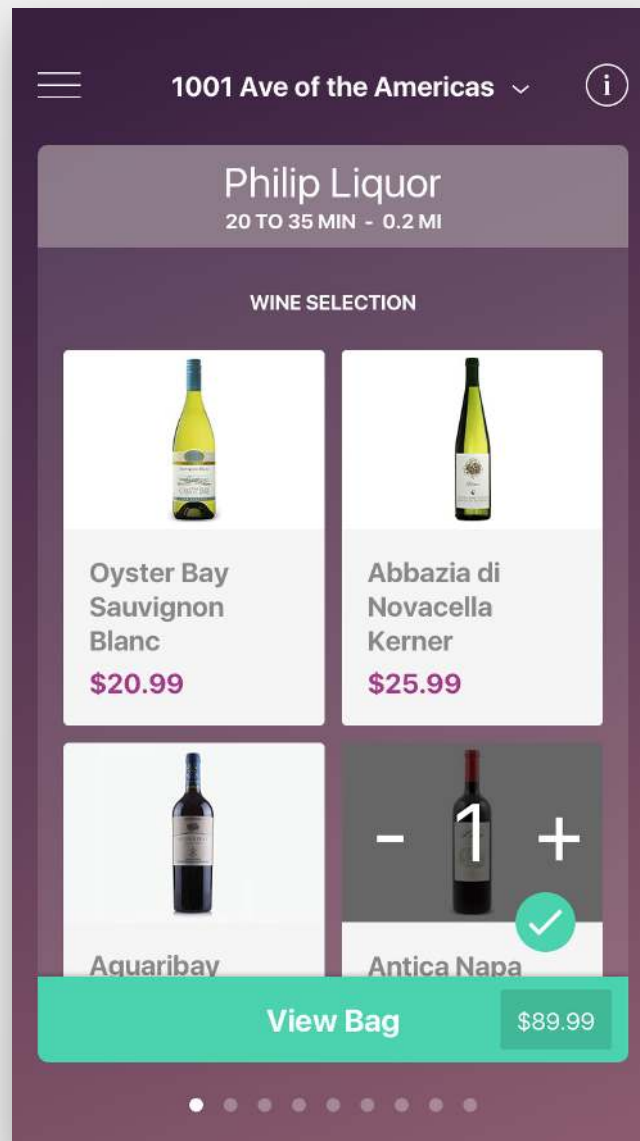 1001 Ave of the Americas
i
Philip Liquor
20 TO 35 MIN - 0.2 MI
WINE SELECTION
Oyster Bay
Sauvignon
Blanc
$20.99
Abbazia di
Novacella
Kerner
$25.99
- 1 +
Aguaribay
Antica Napa
View Bag
$89.99